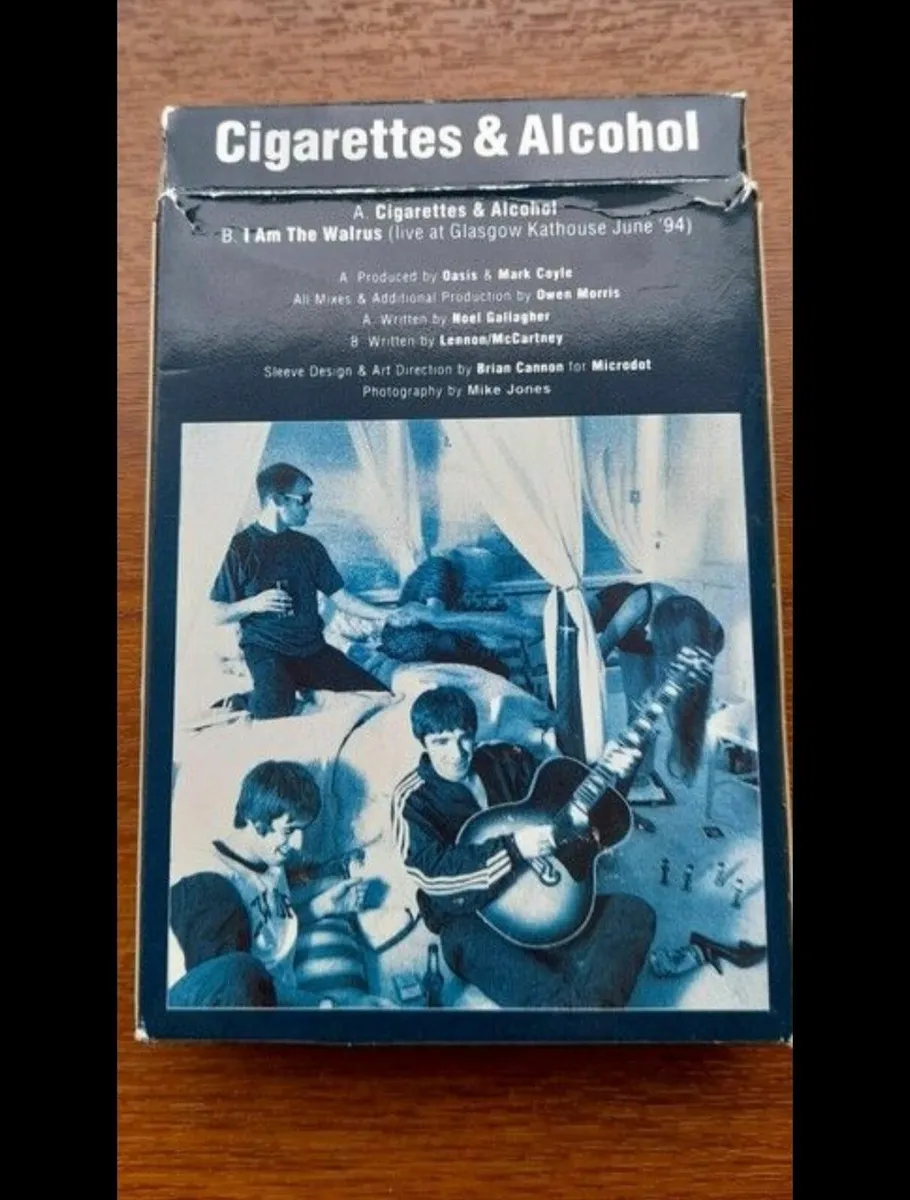 Cigarettes & Alcohol
A. Cigarettes & Alcohol
B. I Am The Walrus (live at Glasgow Kathouse June '94)
A Produced by Oasis & Mark Coyle
All Mixes & Additional Production by Owen Morris
A. Written by Noel Gallagher
B Written by Lennon/McCartney
Sleeve Design & Art Direction by Brian Cannon for Microdot
Photography by Mike Jones